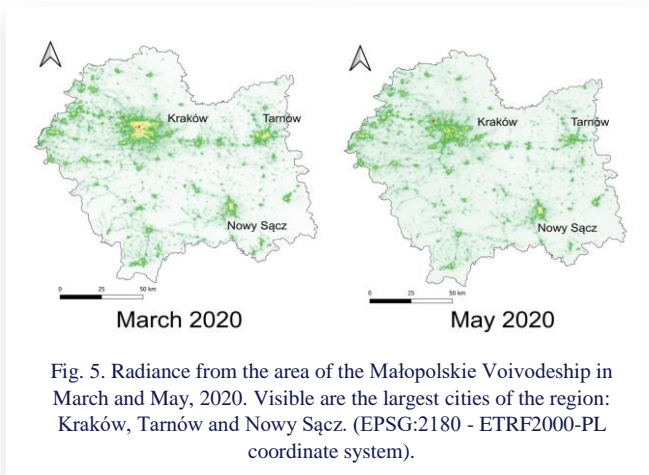 Kraków
Tarnów
Nowy Sącz
0 25 50 km
March 2020
Kraków
Tarnów
Nowy Sącz
0 25 50 km
May 2020
Fig. 5. Radiance from the area of the Małopolskie Voivodeship in
March and May, 2020. Visible are the largest cities of the region:
Kraków, Tarnów and Nowy Sącz. (EPSG:2180 - ETRF2000-PL
coordinate system).